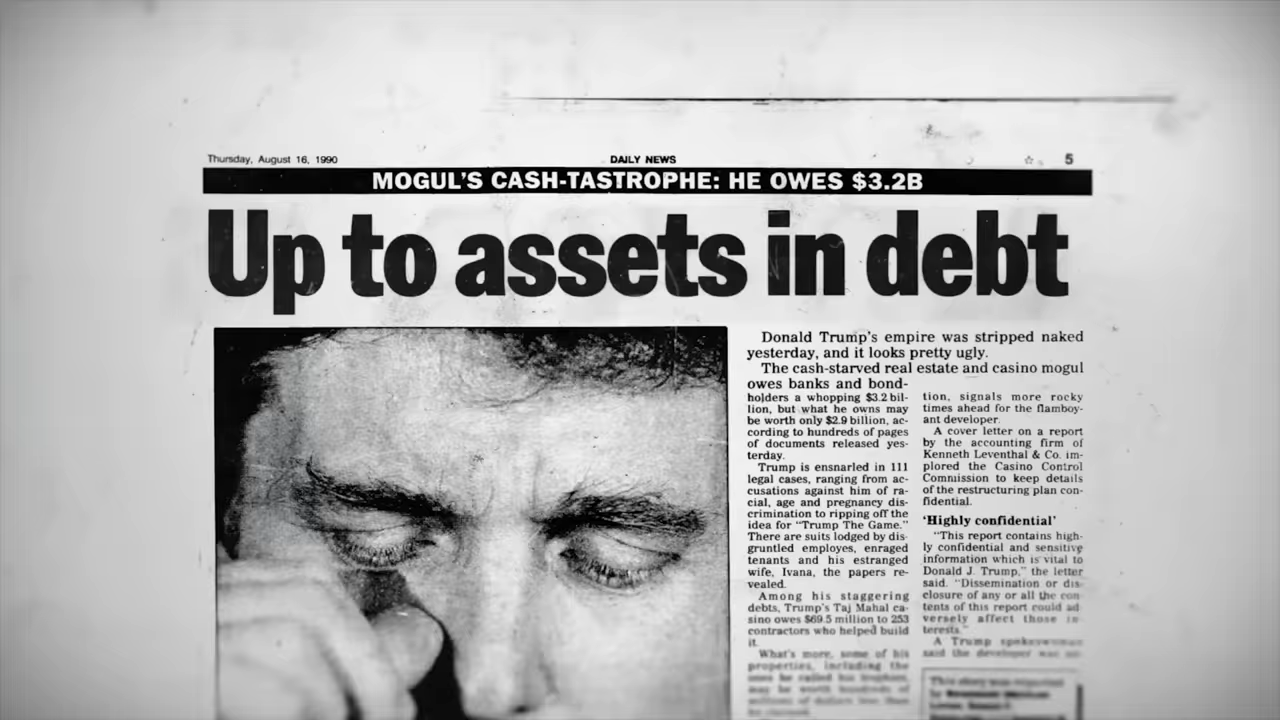 Thursday, August 16, 1990
DAILY NEWS
5
MOGUL'S CASH-TASTROPHE: HE OWES $3.2B
Up to assets in debt
Donald Trump's empire was stripped naked
yesterday, and it looks pretty ugly.
The cash-starved real estate and casino mogul
owes banks and bond-
holders a whopping $3.2 bil-
lion, but what he owns may
be worth only $2.9 billion, ac-
cording to hundreds of pages
of documents released yes-
terday.
Trump is ensnarled in 111
legal cases, ranging from ac-
cusations against him of ra-
cial, age and pregnancy dis-
crimination to ripping off the
idea for "Trump The Game."
There are suits lodged by dis-
gruntled employes, enraged
tenants and his estranged
wife, Ivana, the papers re-
vealed.
Among his staggering
debts, Trump's Taj Mahal ca-
sino owes $69.5 million to 253
contractors who helped build
it.
What's more, some of his
properties, including the
tion, signals more rocky
times ahead for the flamboy-
ant developer.
A cover letter on a report
by the accounting firm of
Kenneth Leventhal & Co. im-
plored the Casino Control
Commission to keep details
of the restructuring plan con-
fidential.
'Highly confidential'
"This report contains high-
ly confidential and sensitive
information which is vital to
Donald J. Trump," the letter
said. "Dissemination or dis-
closure of any or all the con-
tents of this report could ad-
versely affect those in-
terests."
A Trump spokeswoman
said the developer was